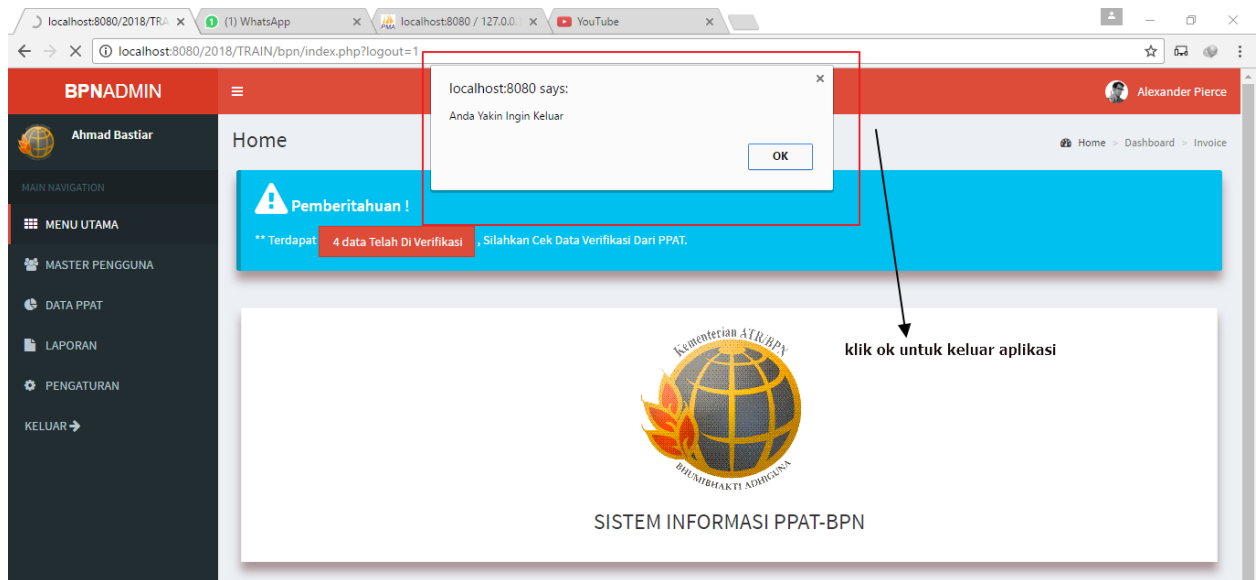 localhost:8080/2018/TRA
(1) WhatsApp
localhost:8080 / 127.0.0.1
YouTube
localhost:8080/2018/TRAIN/bpn/index.php?logout=1
BPNADMIN
Alexander Pierce
localhost:8080 says:
Anda Yakin Ingin Keluar
OK
Ahmad Bastiar
Home
Home > Dashboard > Invoice
MAIN NAVIGATION
MENU UTAMA
MASTER PENGGUNA
DATA PPAT
LAPORAN
PENGATURAN
KELUAR
Pemberitahuan !
** Terdapat 4 data Telah Di Verifikasi , Silahkan Cek Data Verifikasi Dari PPAT.
Kementerian ATR/BPN
BHUMIBHAKTI ADHIGUNA
klik ok untuk keluar aplikasi
SISTEM INFORMASI PPAT-BPN